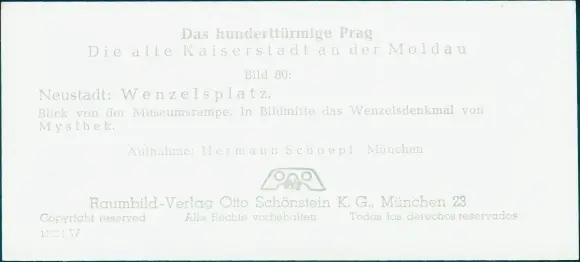 Das hunderttürmige Prag
Die alte Kaiserstadt an der Moldau
Bild 80:
Neustadt: Wenzelsplatz.
Blick von der Museumsrampe. In Bildmitte das Wenzelsdenkmal von
Myslbek.
Aufnahme: Hermann Schoepf München
Raumbild-Verlag Otto Schönstein K. G., München 23
Copyright reserved Alle Rechte vorbehalten Todos los derechos reservados